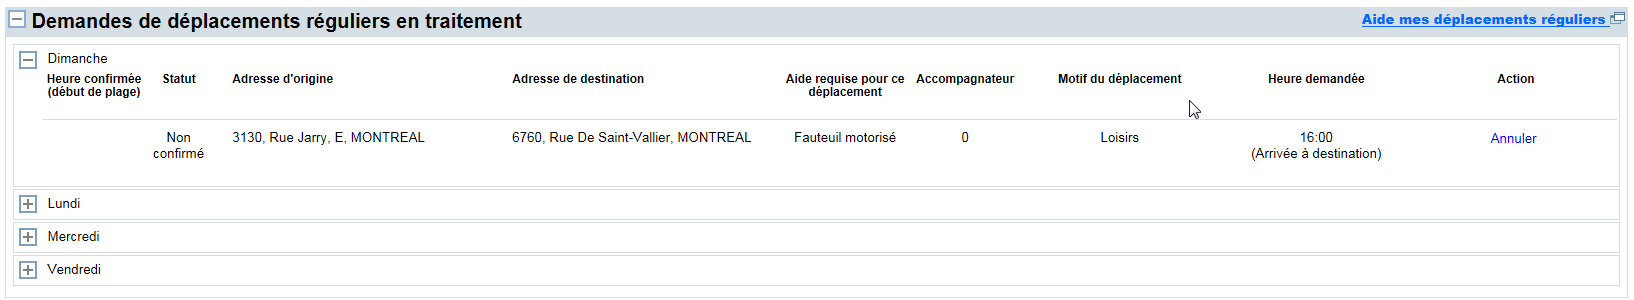 Demandes de déplacements réguliers en traitement
Aide mes déplacements réguliers
Dimanche
Heure confirmée (début de plage)
Statut
Adresse d'origine
Adresse de destination
Aide requise pour ce déplacement
Accompagnateur
Motif du déplacement
Heure demandée
Action
Non confirmé
3130, Rue Jarry, E, MONTREAL
6760, Rue De Saint-Vallier, MONTREAL
Fauteuil motorisé
0
Loisirs
16:00
(Arrivée à destination)
Annuler
Lundi
Mercredi
Vendredi